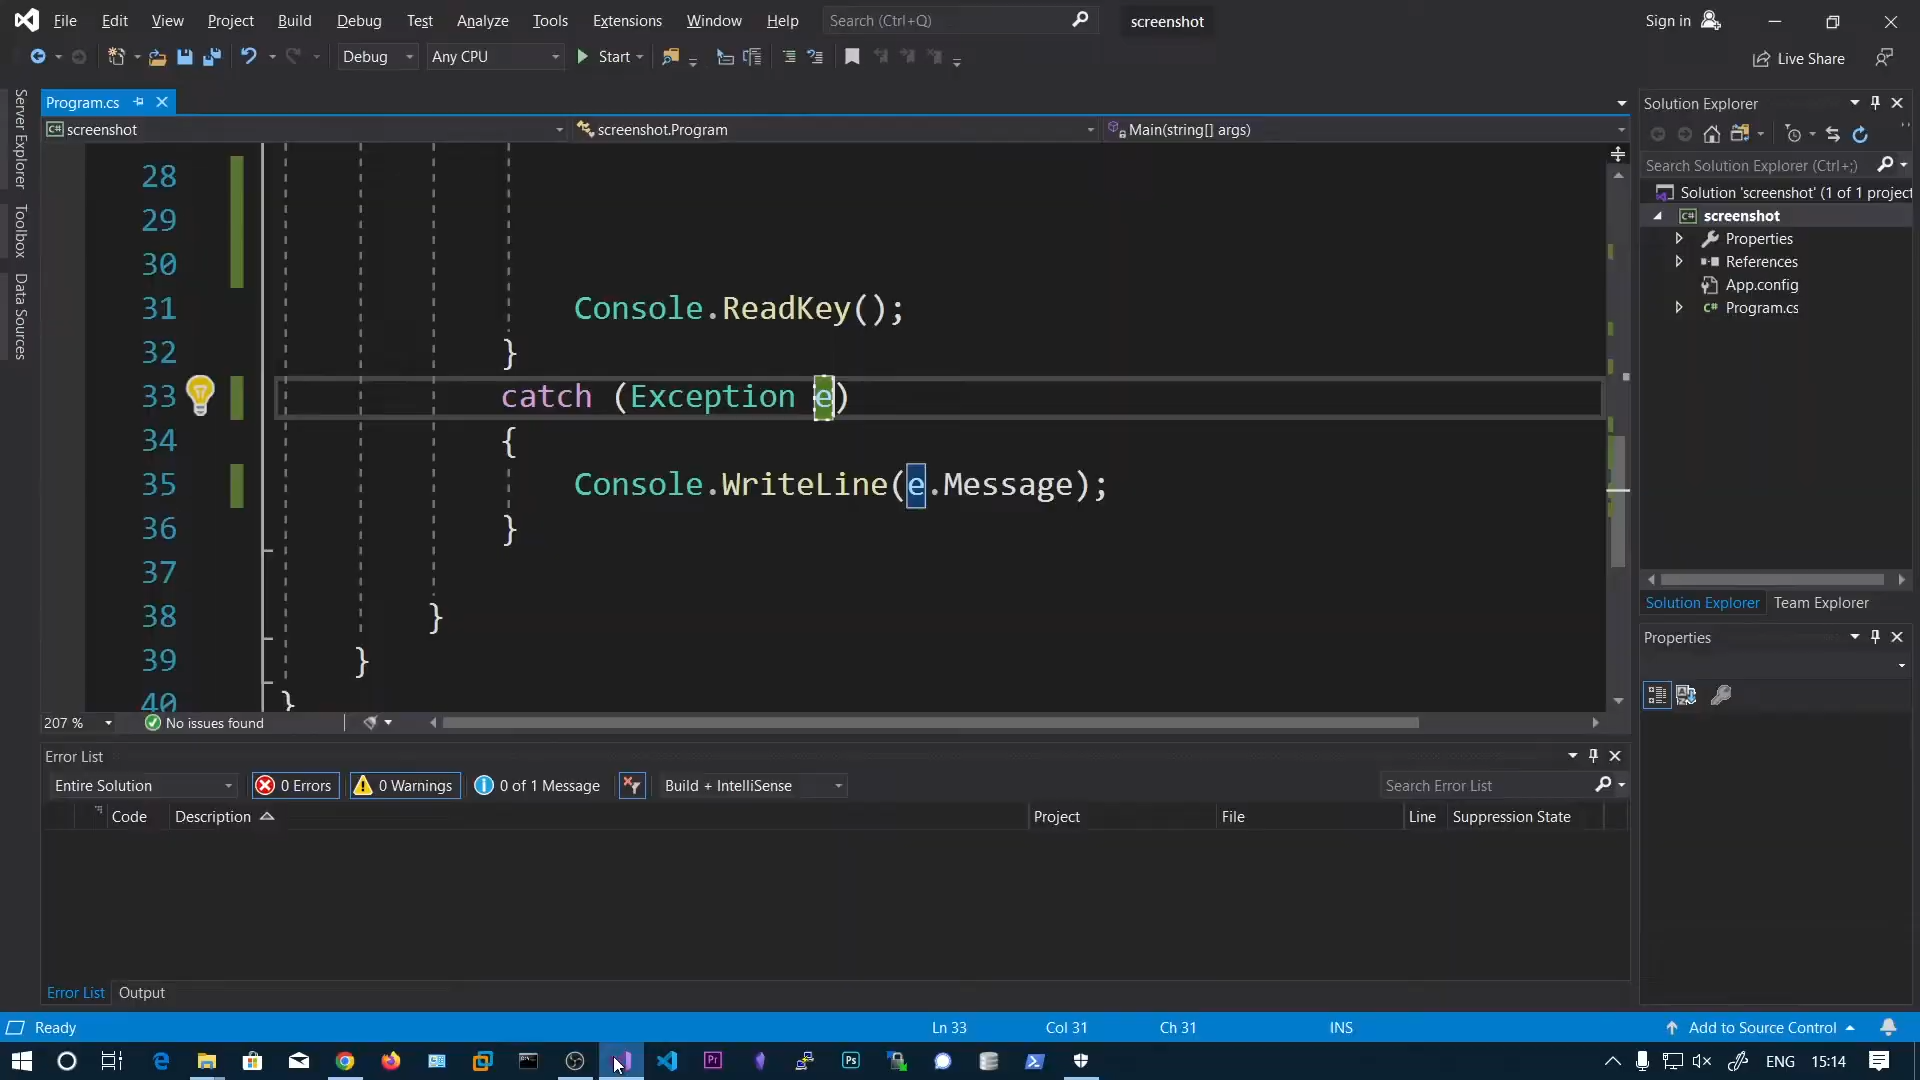 File Edit View Project Build Debug Test Analyze Tools Extensions Window Help Search (Ctrl+Q) screenshot Sign in
Debug Any CPU Start Live Share
Program.cs
screenshot screenshot.Program Main(string[] args)
Server Explorer
Toolbox
Data Sources
28
29
30
31 Console.ReadKey();
32 }
33 catch (Exception e)
34 {
35 Console.WriteLine(e.Message);
36 }
37
38 }
39 }
40 }
207 % No issues found
Error List
Entire Solution 0 Errors 0 Warnings 0 of 1 Message Build + IntelliSense Search Error List
Code Description Project File Line Suppression State
Error List Output
Solution Explorer
Search Solution Explorer (Ctrl+;)
Solution 'screenshot' (1 of 1 project
C# screenshot
Properties
References
App.config
C# Program.cs
Solution Explorer Team Explorer
Properties
Ready Ln 33 Col 31 Ch 31 INS Add to Source Control
Pr Ps ENG 15:14